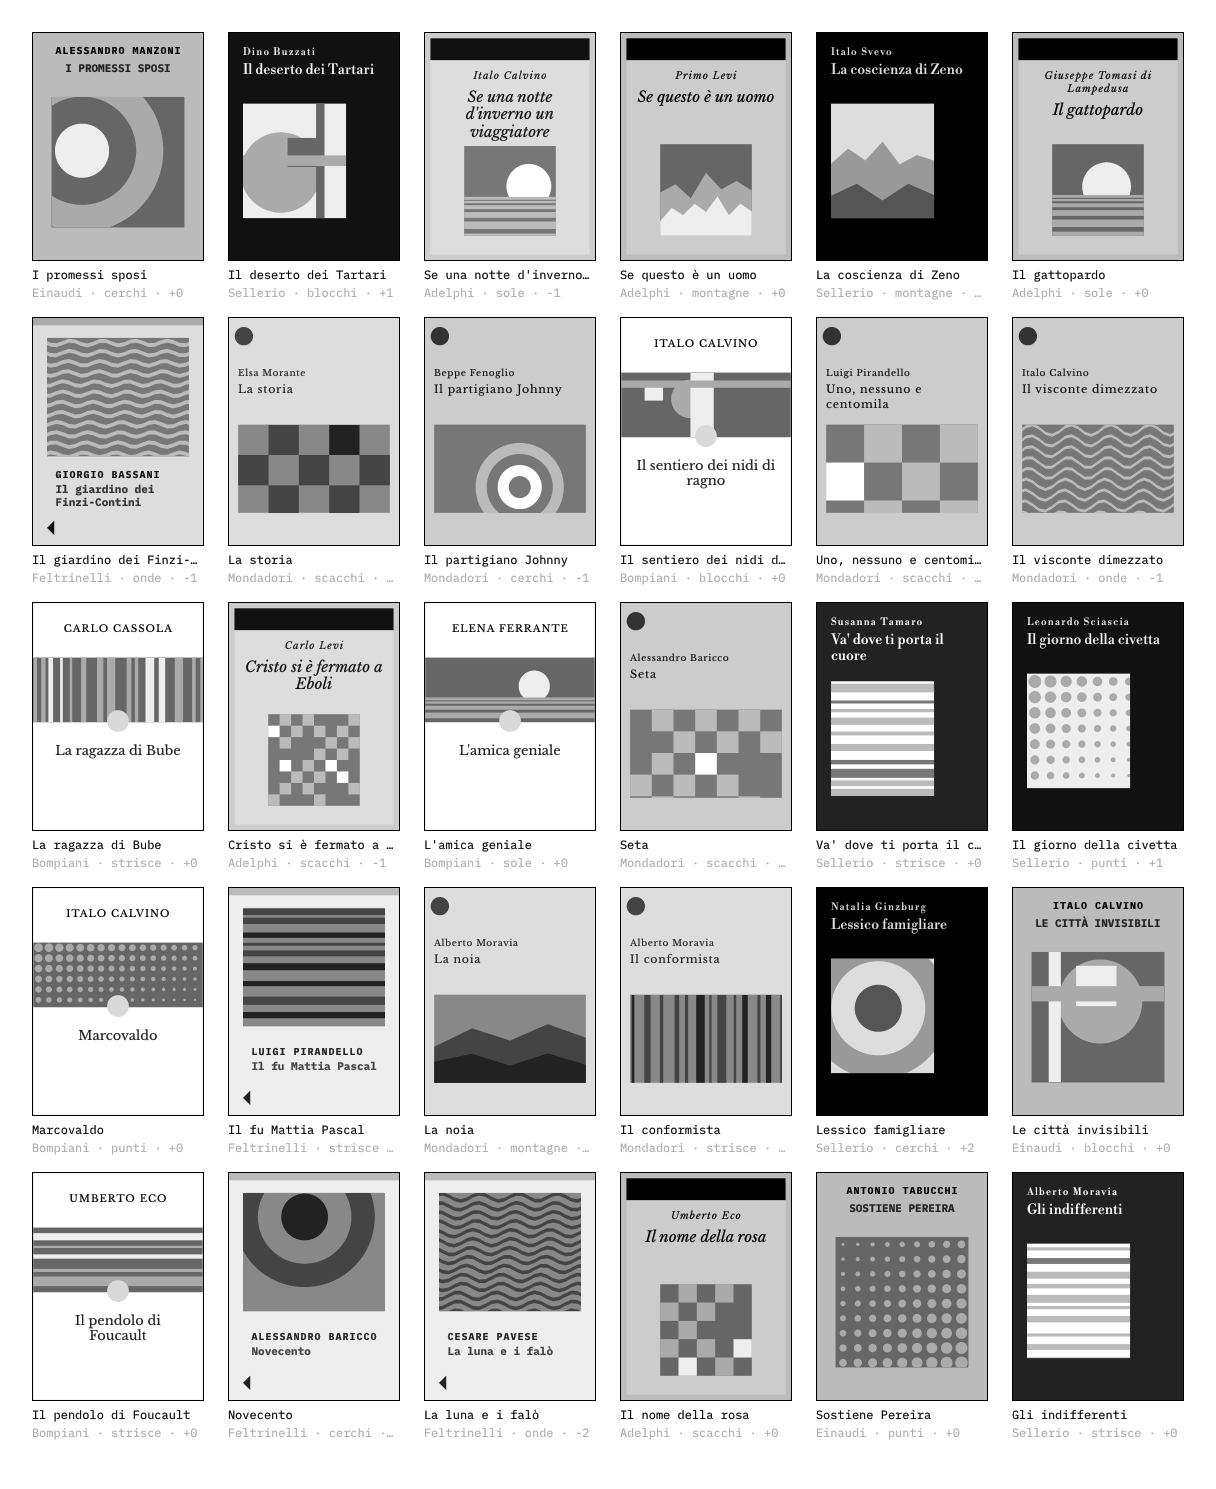 ALESSANDRO MANZONI
I PROMESSI SPOSI
I promessi sposi
Einaudi · cerchi · +0
Dino Buzzati
Il deserto dei Tartari
Il deserto dei Tartari
Sellerio · blocchi · +1
Italo Calvino
Se una notte
d'inverno un
viaggiatore
Se una notte d'inverno…
Adelphi · sole · -1
Primo Levi
Se questo è un uomo
Se questo è un uomo
Adelphi · montagne · +0
Italo Svevo
La coscienza di Zeno
La coscienza di Zeno
Sellerio · montagne · …
Giuseppe Tomasi di
Lampedusa
Il gattopardo
Il gattopardo
Adelphi · sole · +0
GIORGIO BASSANI
Il giardino dei
Finzi-Contini
Il giardino dei Finzi-…
Feltrinelli · onde · -1
Elsa Morante
La storia
La storia
Mondadori · scacchi · …
Beppe Fenoglio
Il partigiano Johnny
Il partigiano Johnny
Mondadori · cerchi · -1
ITALO CALVINO
Il sentiero dei nidi di
ragno
Il sentiero dei nidi d…
Bompiani · blocchi · +0
Luigi Pirandello
Uno, nessuno e
centomila
Uno, nessuno e centomi…
Mondadori · scacchi · …
Italo Calvino
Il visconte dimezzato
Il visconte dimezzato
Mondadori · onde · -1
CARLO CASSOLA
La ragazza di Bube
La ragazza di Bube
Bompiani · strisce · +0
Carlo Levi
Cristo si è fermato a
Eboli
Cristo si è fermato a …
Adelphi · scacchi · -1
ELENA FERRANTE
L'amica geniale
L'amica geniale
Bompiani · sole · +0
Alessandro Baricco
Seta
Seta
Mondadori · scacchi · …
Susanna Tamaro
Va' dove ti porta il
cuore
Va' dove ti porta il c…
Sellerio · strisce · +0
Leonardo Sciascia
Il giorno della civetta
Il giorno della civetta
Sellerio · punti · +1
ITALO CALVINO
Marcovaldo
Marcovaldo
Bompiani · punti · +0
LUIGI PIRANDELLO
Il fu Mattia Pascal
Il fu Mattia Pascal
Feltrinelli · strisce …
Alberto Moravia
La noia
La noia
Mondadori · montagne ·…
Alberto Moravia
Il conformista
Il conformista
Mondadori · strisce · …
Natalia Ginzburg
Lessico famigliare
Lessico famigliare
Sellerio · cerchi · +2
ITALO CALVINO
LE CITTÀ INVISIBILI
Le città invisibili
Einaudi · blocchi · +0
UMBERTO ECO
Il pendolo di
Foucault
Il pendolo di Foucault
Bompiani · strisce · +0
ALESSANDRO BARICCO
Novecento
Novecento
Feltrinelli · cerchi ·…
CESARE PAVESE
La luna e i falò
La luna e i falò
Feltrinelli · onde · -2
Umberto Eco
Il nome della rosa
Il nome della rosa
Adelphi · scacchi · +0
ANTONIO TABUCCHI
SOSTIENE PEREIRA
Sostiene Pereira
Einaudi · punti · +0
Alberto Moravia
Gli indifferenti
Gli indifferenti
Sellerio · strisce · +0